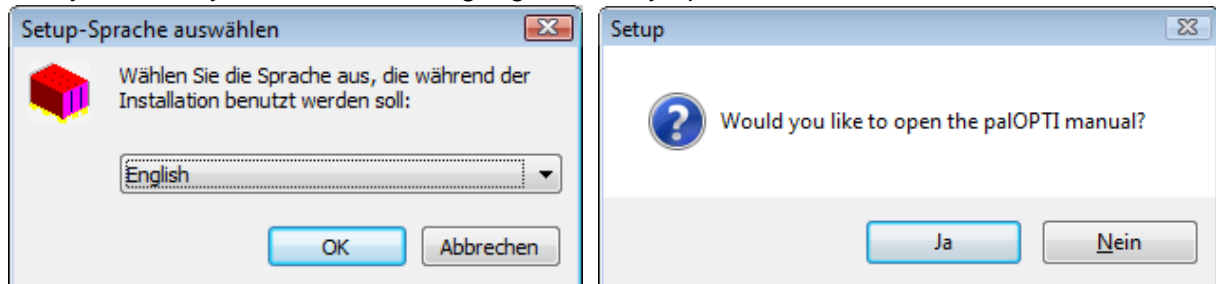 Setup-Sprache auswählen
Wählen Sie die Sprache aus, die während der
Installation benutzt werden soll:
English
OK Abbrechen
Setup
Would you like to open the palOPTI manual?
Ja Nein